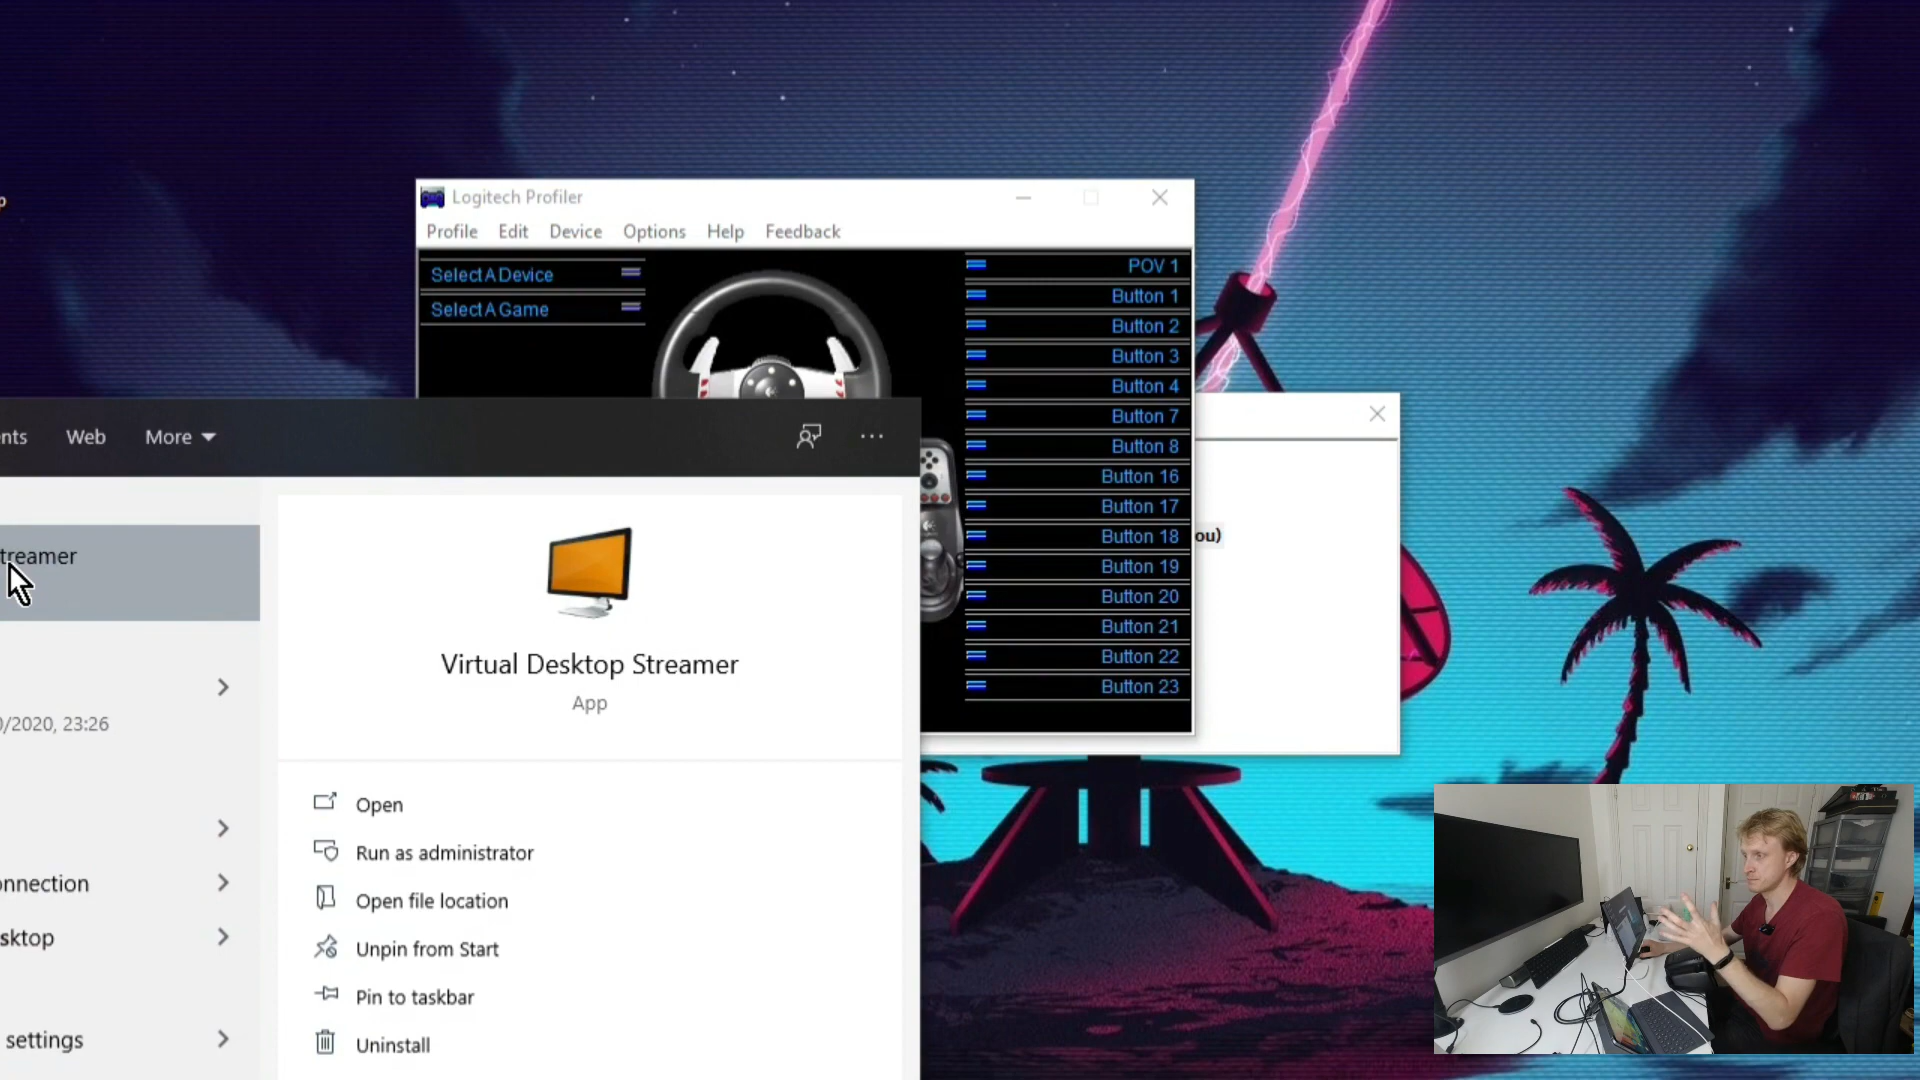 Logitech Profiler
Profile Edit Device Options Help Feedback
Select A Device
Select A Game
POV 1
Button 1
Button 2
Button 3
Button 4
Button 7
Button 8
Button 16
Button 17
Button 18
Button 19
Button 20
Button 21
Button 22
Button 23
ou)
nts Web More
treamer
0/2020, 23:26
onnection
sktop
settings
Virtual Desktop Streamer
App
Open
Run as administrator
Open file location
Unpin from Start
Pin to taskbar
Uninstall